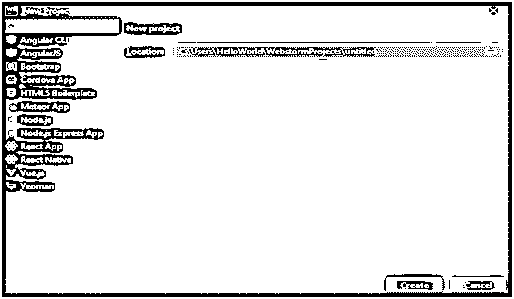 New Project
New project
Location: C:\Users\HelloWorld\WebstormProjects\untitled
Angular CLI
AngularJS
Bootstrap
Cordova App
HTML5 Boilerplate
Meteor App
Node.js
Node.js Express App
React App
React Native
Vue.js
Yeoman
Create
Cancel